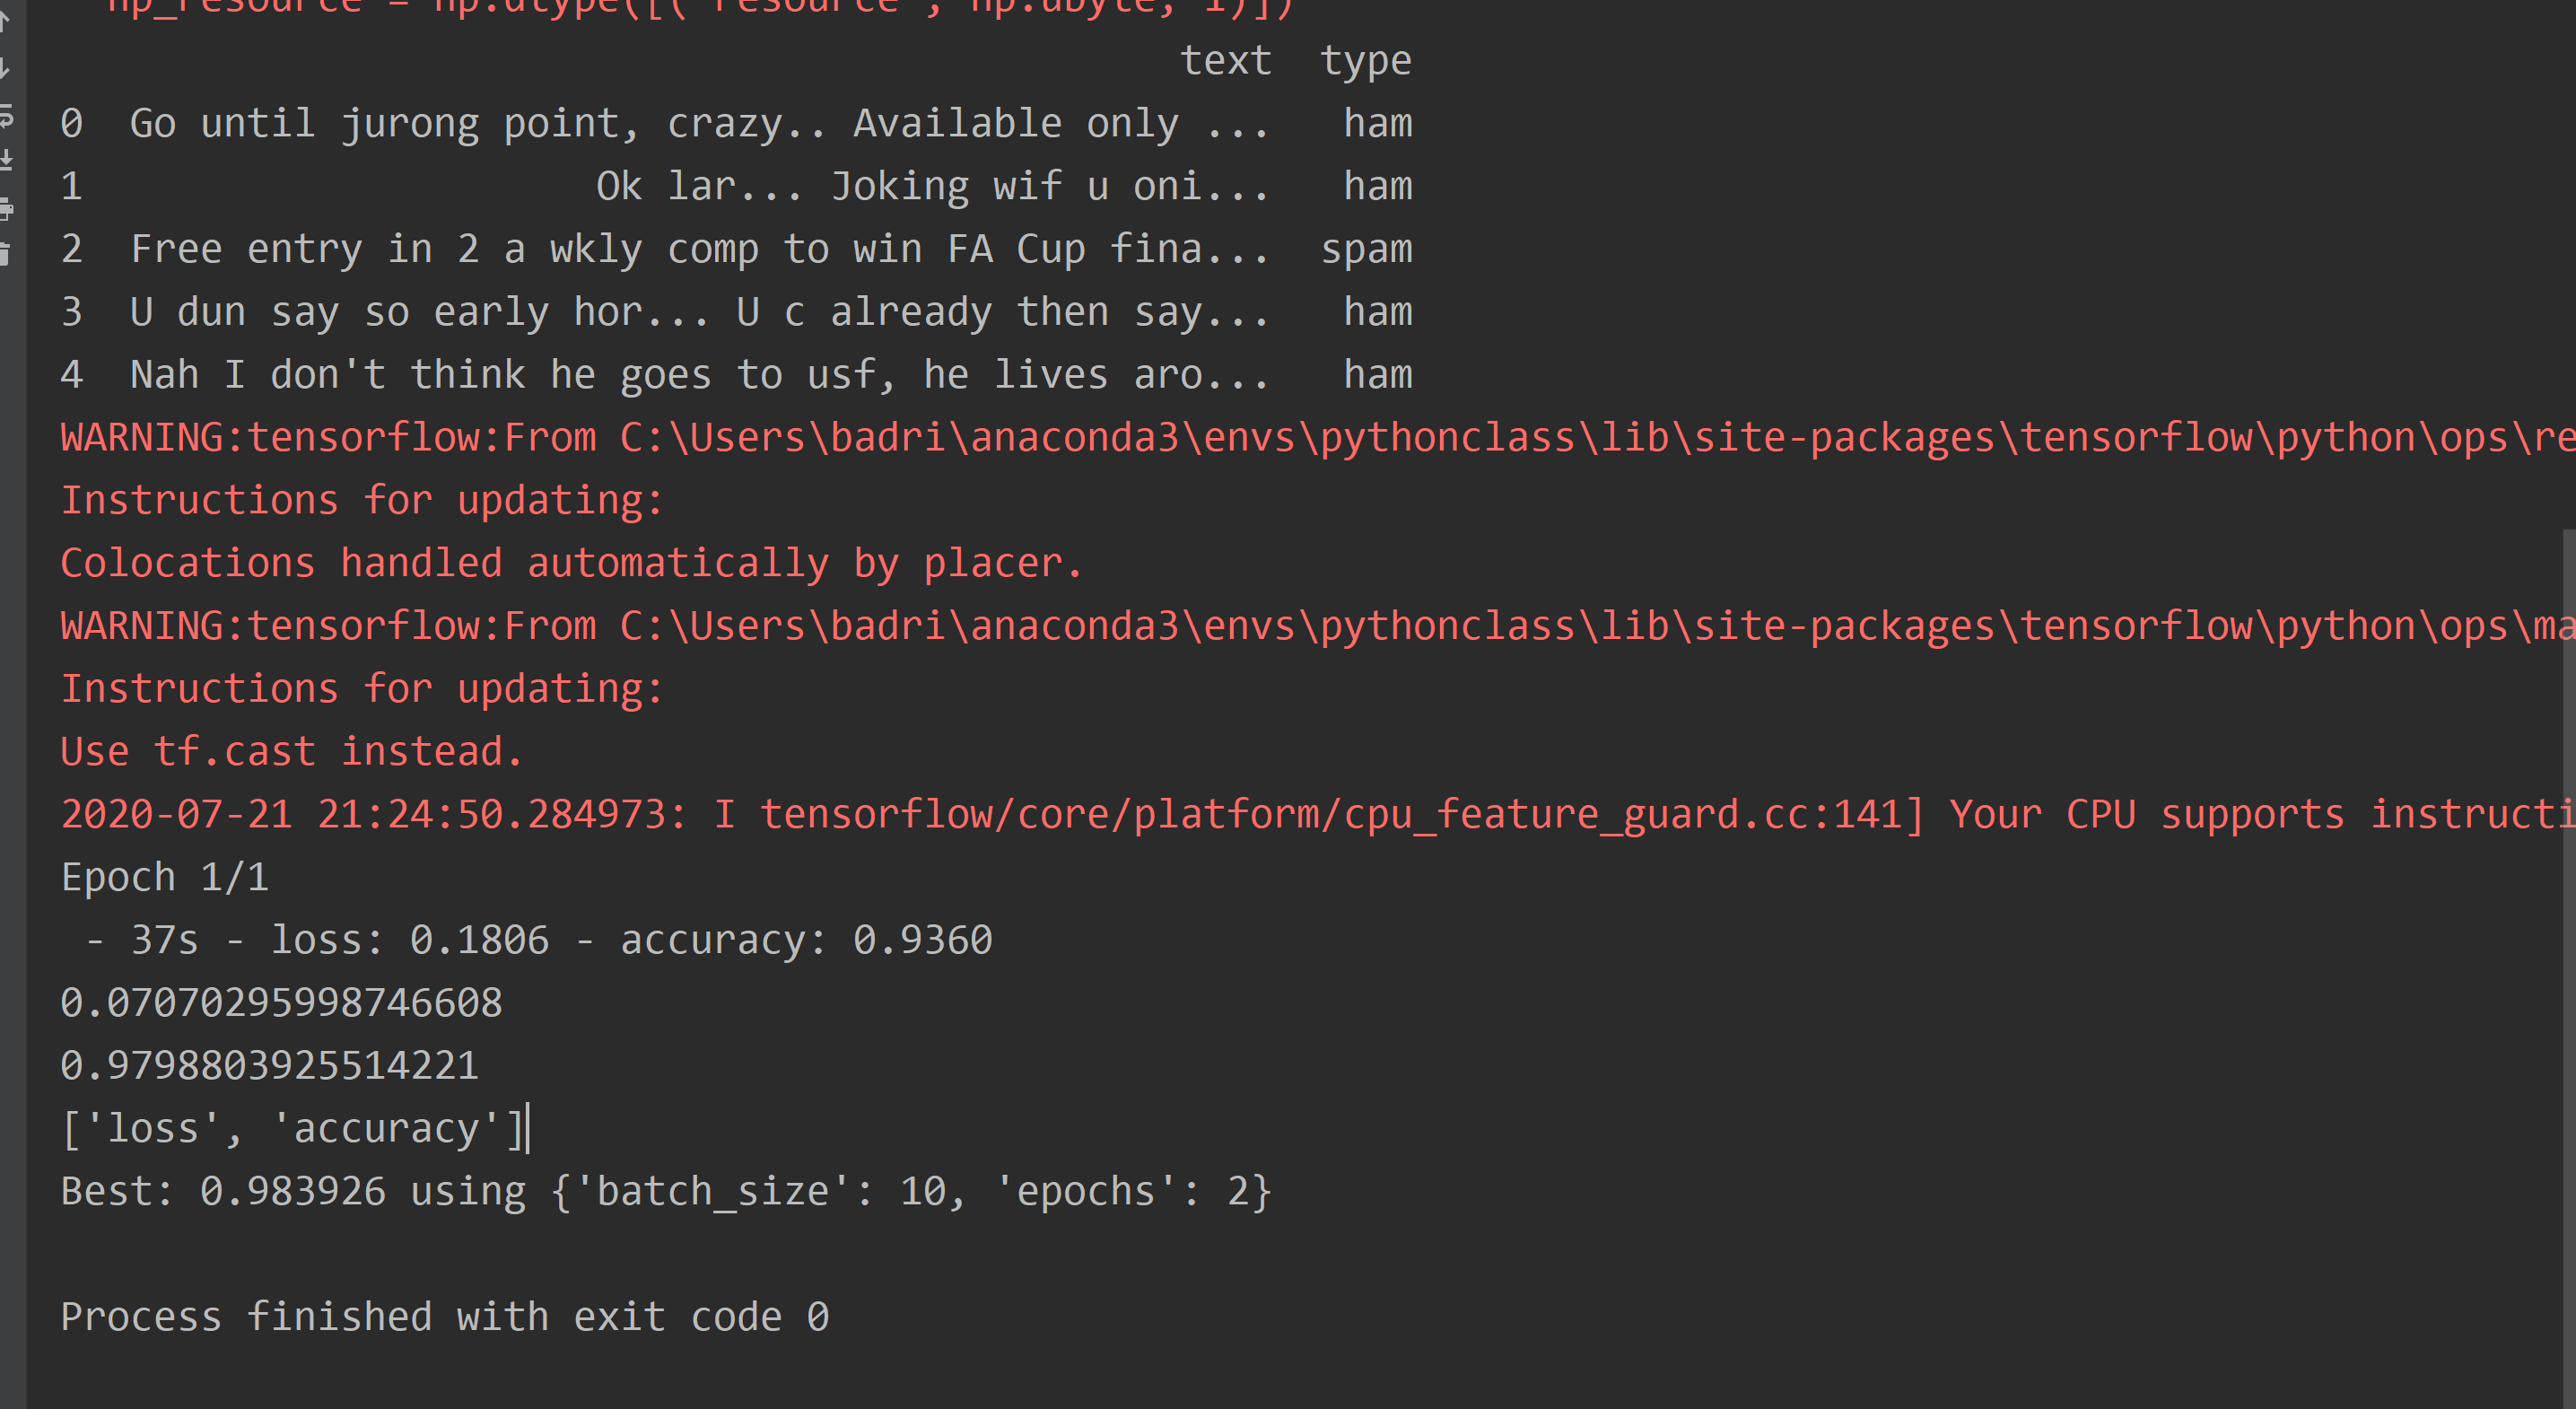 np_resource = np.dtype([("resource", np.ubyte, 1)])
text type
0 Go until jurong point, crazy.. Available only ... ham
1 Ok lar... Joking wif u oni... ham
2 Free entry in 2 a wkly comp to win FA Cup fina... spam
3 U dun say so early hor... U c already then say... ham
4 Nah I don't think he goes to usf, he lives aro... ham
WARNING:tensorflow:From C:\Users\badri\anaconda3\envs\pythonclass\lib\site-packages\tensorflow\python\ops\re
Instructions for updating:
Colocations handled automatically by placer.
WARNING:tensorflow:From C:\Users\badri\anaconda3\envs\pythonclass\lib\site-packages\tensorflow\python\ops\ma
Instructions for updating:
Use tf.cast instead.
2020-07-21 21:24:50.284973: I tensorflow/core/platform/cpu_feature_guard.cc:141] Your CPU supports instructi
Epoch 1/1
- 37s - loss: 0.1806 - accuracy: 0.9360
0.07070295998746608
0.9798803925514221
['loss', 'accuracy']
Best: 0.983926 using {'batch_size': 10, 'epochs': 2}
Process finished with exit code 0